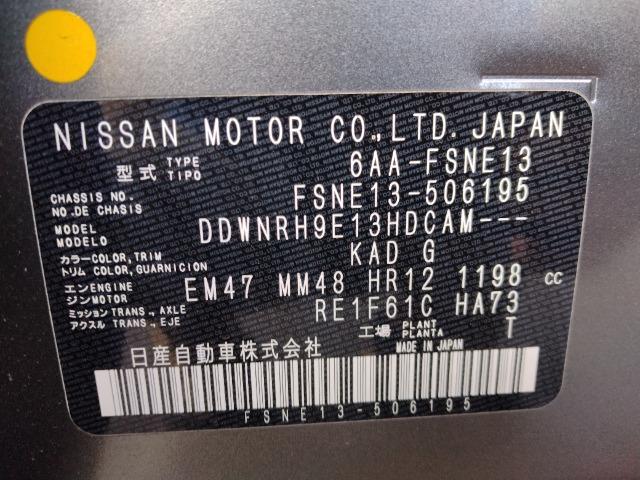 NISSAN MOTOR CO.,LTD. JAPAN
型式 TYPE TIPO 6AA-FSNE13
CHASSIS NO. NO.DE CHASIS FSNE13-506195
MODEL MODELO DDWNRH9E13HDCAM---
カラー COLOR,TRIM トリム COLOR,GUARNICION KAD G
エンジン ENGINE MOTOR EM47 MM48 HR12 1198 cc
ミッション アクスル TRANS., AXLE TRANS., EJE RE1F61C HA73
工場 PLANT PLANTA T
日産自動車株式会社 MADE IN JAPAN
FSNE13-506195